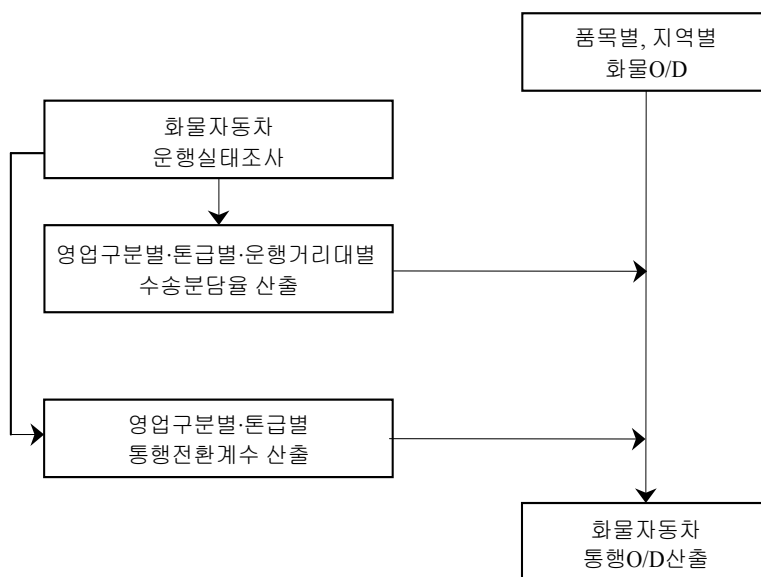 품목별, 지역별
화물O/D
화물자동차
운행실태조사
영업구분별·톤급별·운행거리대별
수송분담율 산출
영업구분별·톤급별
통행전환계수 산출
화물자동차
통행O/D산출